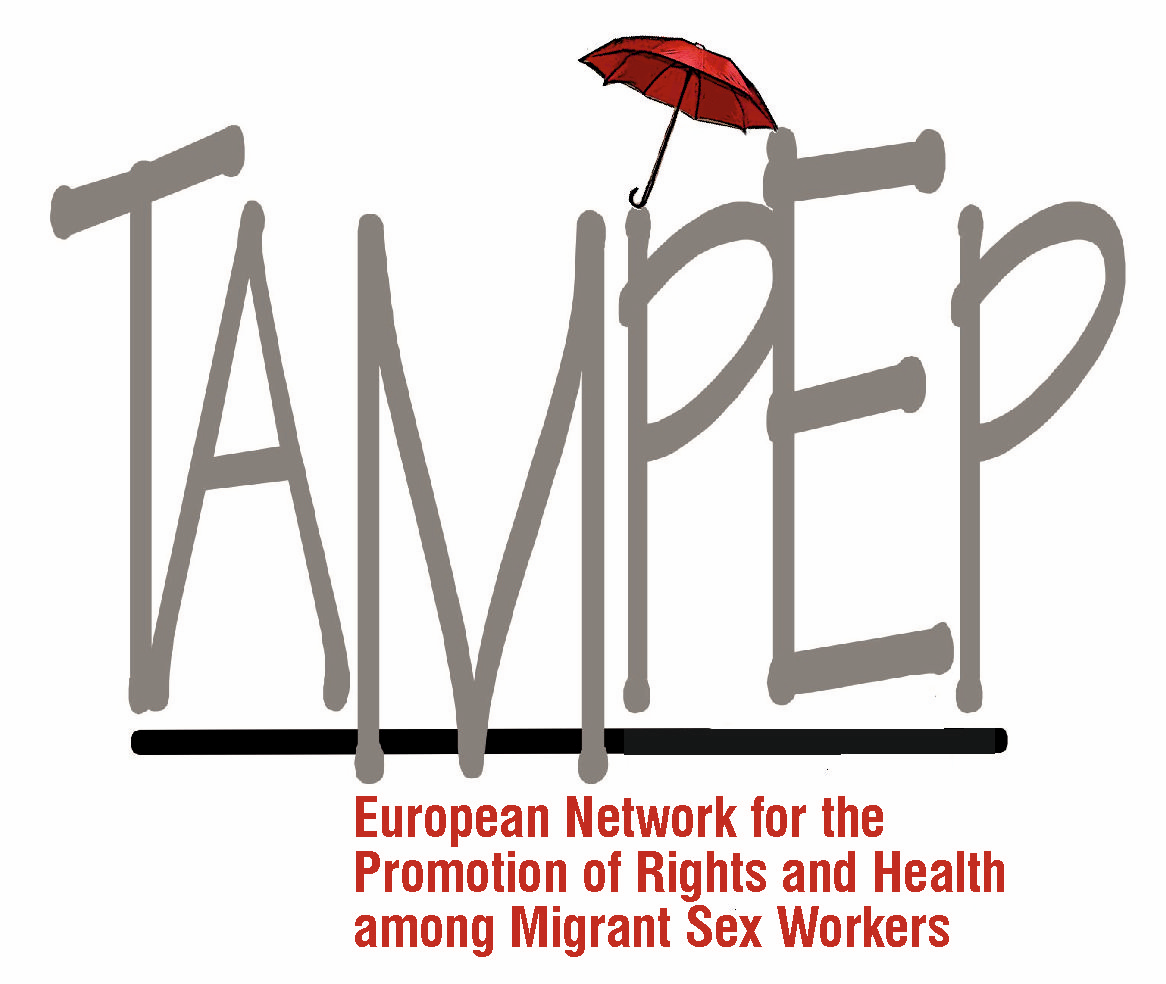 TAMPEP
European Network for the
Promotion of Rights and Health
among Migrant Sex Workers